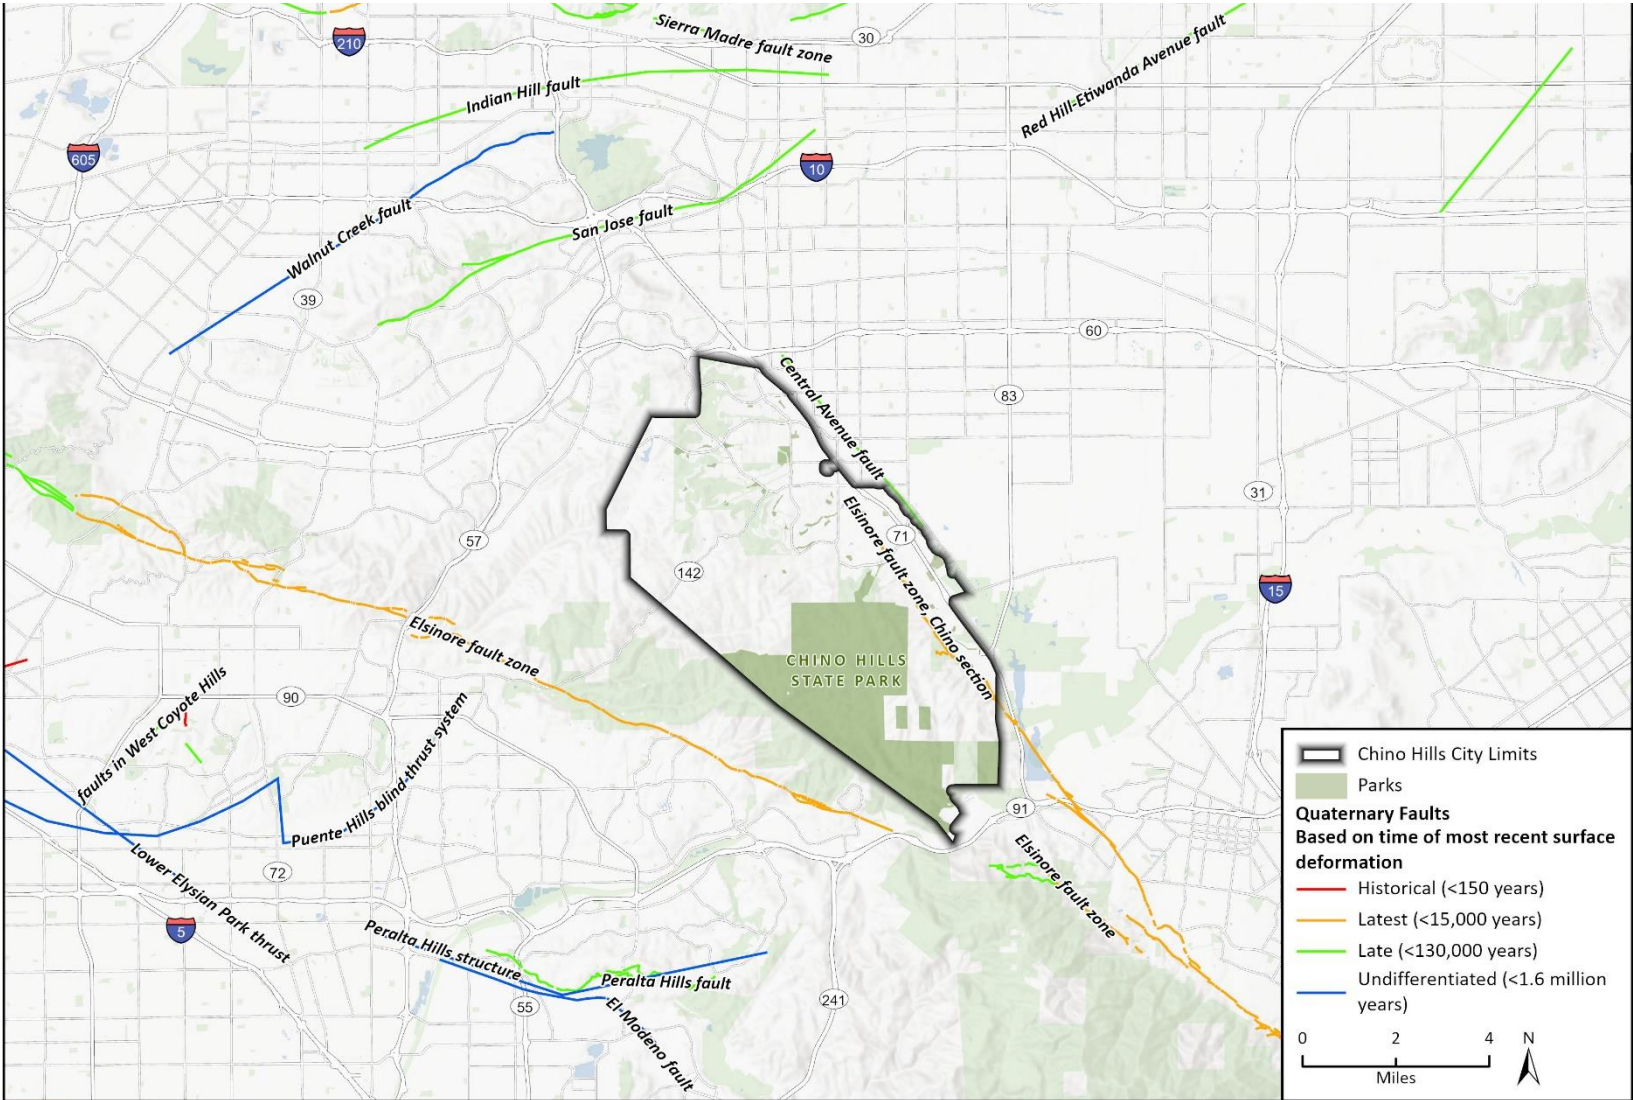 Sierra Madre fault zone
30
210
Indian Hill fault
Red Hill-Etiwanda Avenue fault
605
10
Walnut Creek fault
San Jose fault
39
60
Central Avenue fault
83
31
57
71
Elsinore fault zone, Chino section
142
15
Elsinore fault zone
CHINO HILLS
STATE PARK
faults in West Coyote Hills
90
Puente Hills blind thrust system
91
72
Lower Elysian Park thrust
Elsinore fault zone
5
Peralta Hills structure
Peralta Hills fault
55
241
El Modeno fault
Chino Hills City Limits
Parks
Quaternary Faults
Based on time of most recent surface
deformation
Historical (<150 years)
Latest (<15,000 years)
Late (<130,000 years)
Undifferentiated (<1.6 million
years)
0 2 4
Miles
N